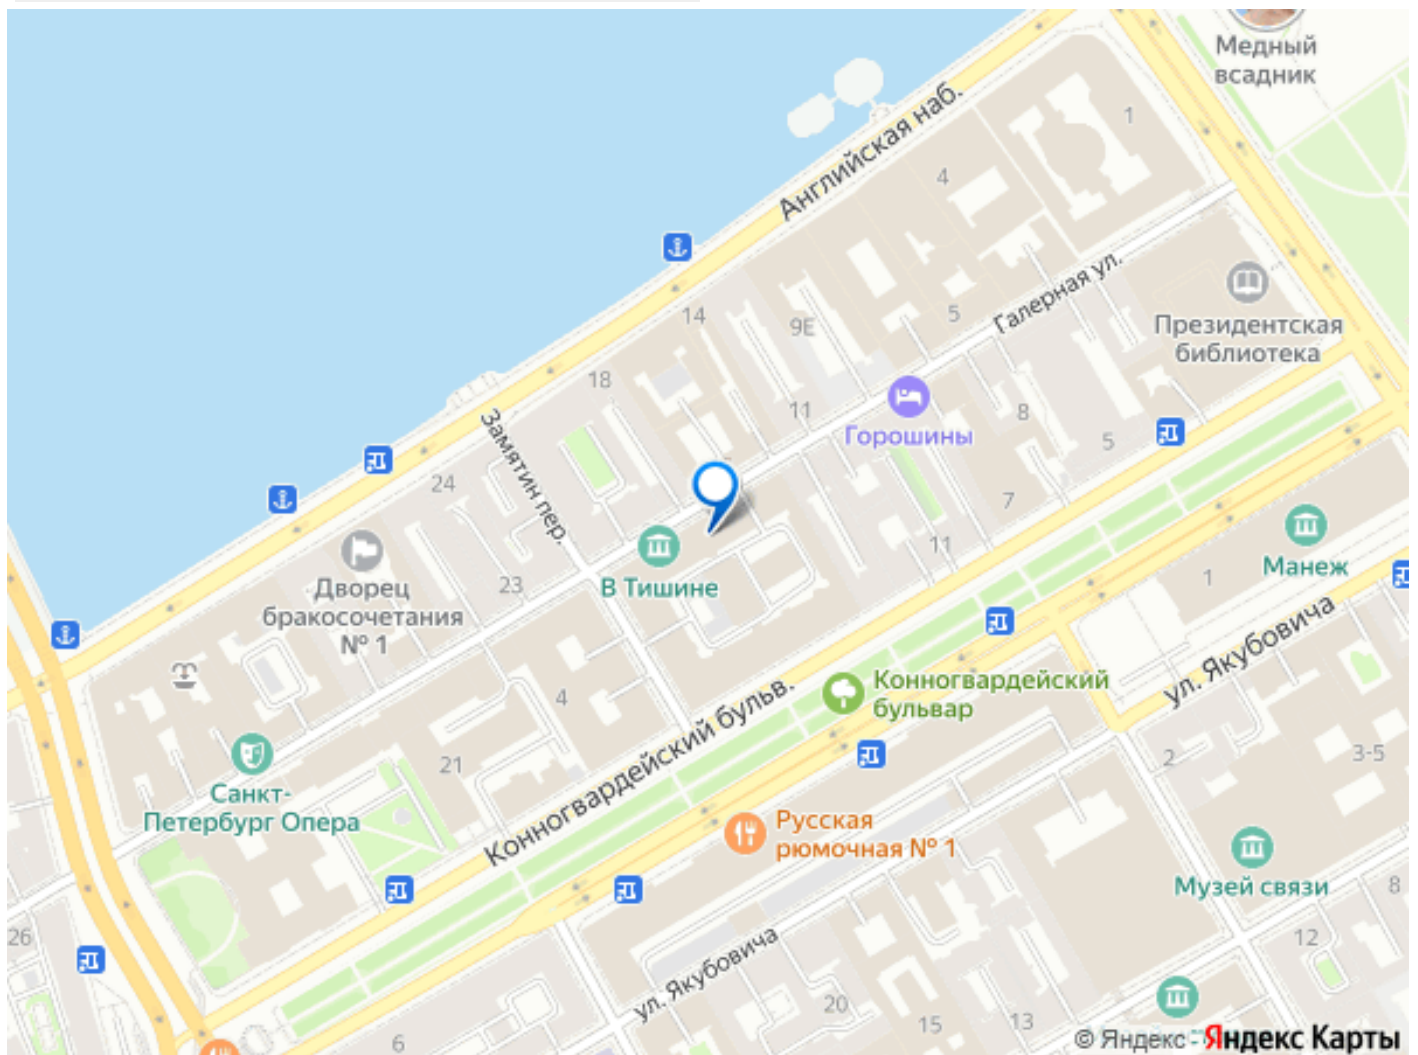 Медный
всадник
1
Английская наб.
4
Галерная ул.
5
Президентская
библиотека
14
9Е
18
11
Горошины
8
5
Замятин пер.
24
7
11
Манеж
1
В Тишине
23
Дворец
бракосочетания
№ 1
ул. Якубовича
Конногвардейский
бульвар
4
Конногвардейский бульв.
21
2
3-5
Санкт-
Петербург Опера
Русская
рюмочная № 1
Музей связи
8
26
12
ул. Якубовича
20
15
13
6
© Яндекс
Яндекс Карты